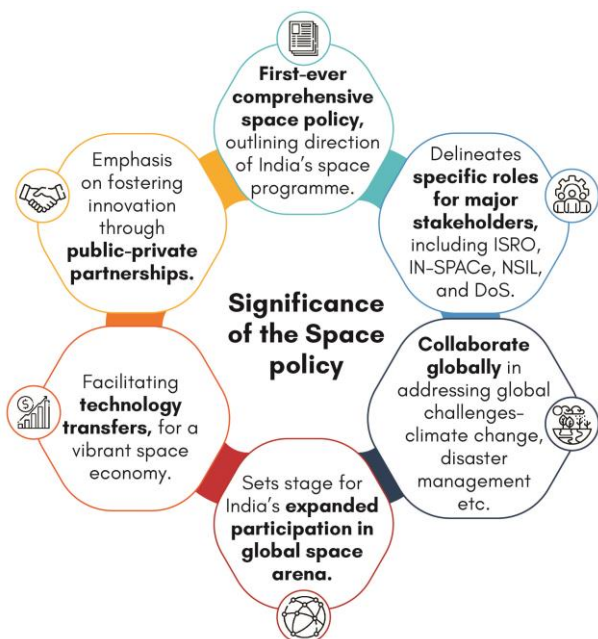 First-ever
comprehensive
space policy,
outlining direction
of India's space
programme.
Delineates
specific roles
for major
stakeholders,
including ISRO,
IN-SPACe, NSIL,
and DoS.
Collaborate
globally in
addressing global
challenges-
climate change,
disaster
management
etc.
Sets stage for
India's expanded
participation in
global space
arena.
Facilitating
technology
transfers, for a
vibrant space
economy.
Emphasis
on fostering
innovation
through
public-private
partnerships.
Significance
of the Space
policy